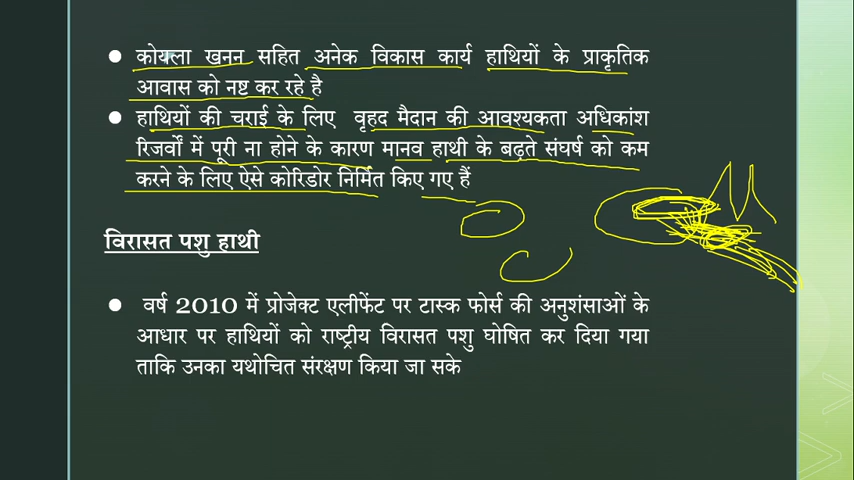 कोयला खनन सहित अनेक विकास कार्य हाथियों के प्राकृतिक
आवास को नष्ट कर रहे है
हाथियों की चराई के लिए वृहद मैदान की आवश्यकता अधिकांश
रिजर्वों में पूरी ना होने के कारण मानव हाथी के बढ़ते संघर्ष को कम
करने के लिए ऐसे कोरिडोर निर्मित किए गए हैं
विरासत पशु हाथी
वर्ष 2010 में प्रोजेक्ट एलीफेंट पर टास्क फोर्स की अनुशंसाओं के
आधार पर हाथियों को राष्ट्रीय विरासत पशु घोषित कर दिया गया
ताकि उनका यथोचित संरक्षण किया जा सके